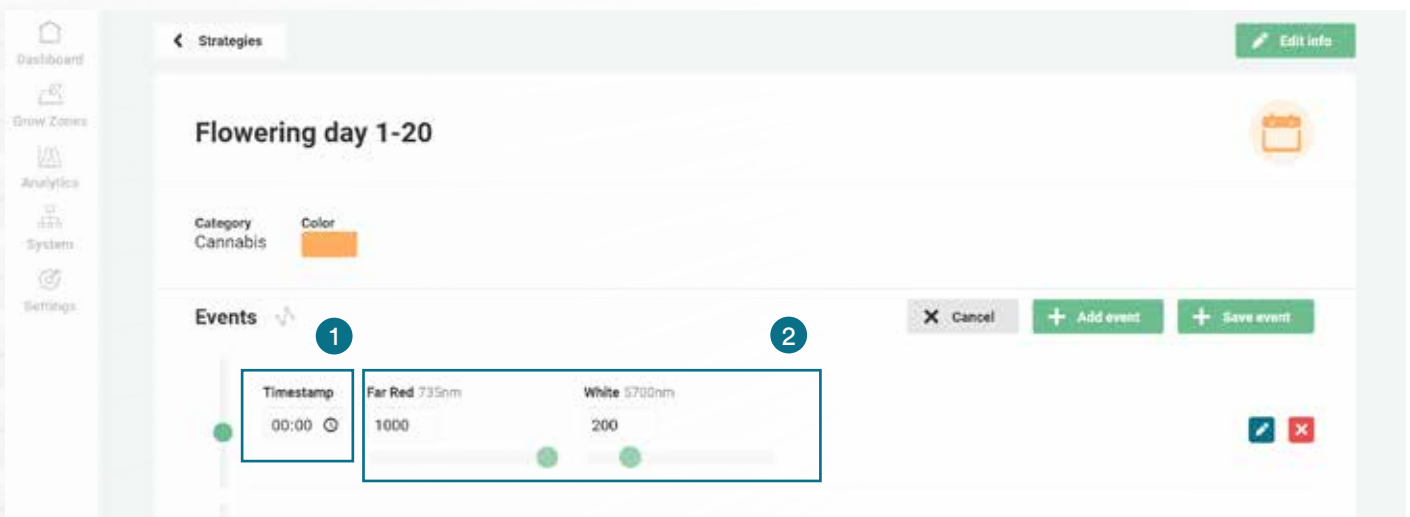 Dashboard
Strategies
Edit info
Grow Zones
Flowering day 1-20
Analytics
Category
Color
Cannabis
System
Settings
Events
Cancel
Add event
Save event
1
2
Timestamp
Far Red 735nm
White 5700nm
00:00
1000
200